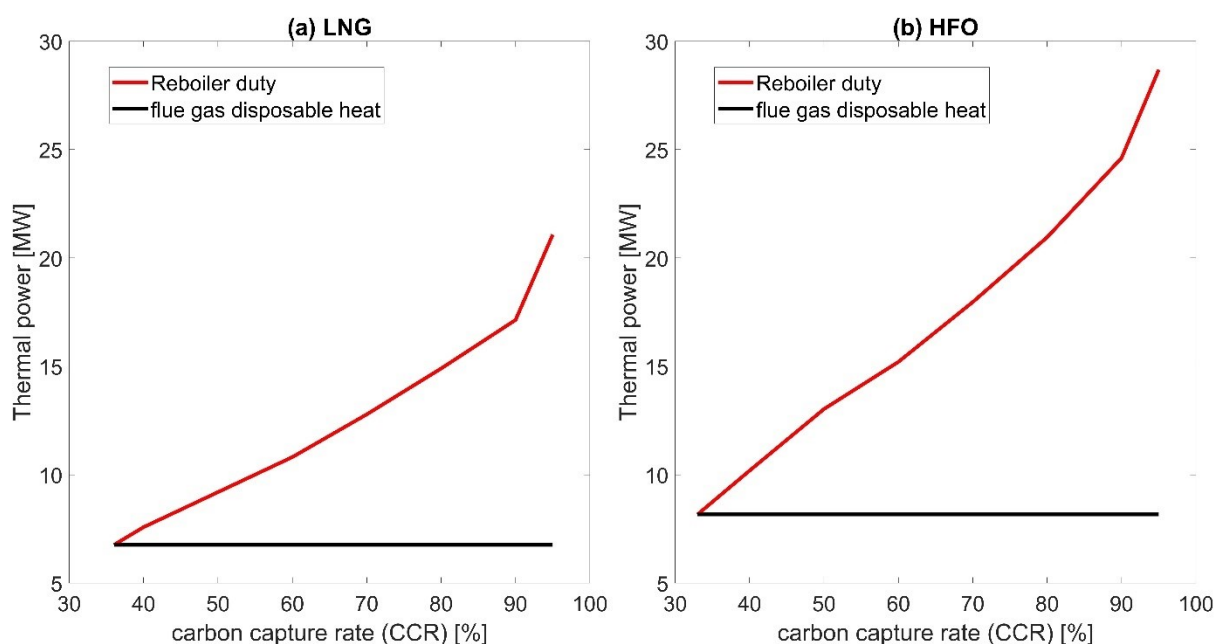 (a) LNG
Reboiler duty
flue gas disposable heat
Thermal power [MW]
30
25
20
15
10
5
30 40 50 60 70 80 90 100
carbon capture rate (CCR) [%]
(b) HFO
Reboiler duty
flue gas disposable heat
Thermal power [MW]
30
25
20
15
10
5
30 40 50 60 70 80 90 100
carbon capture rate (CCR) [%]